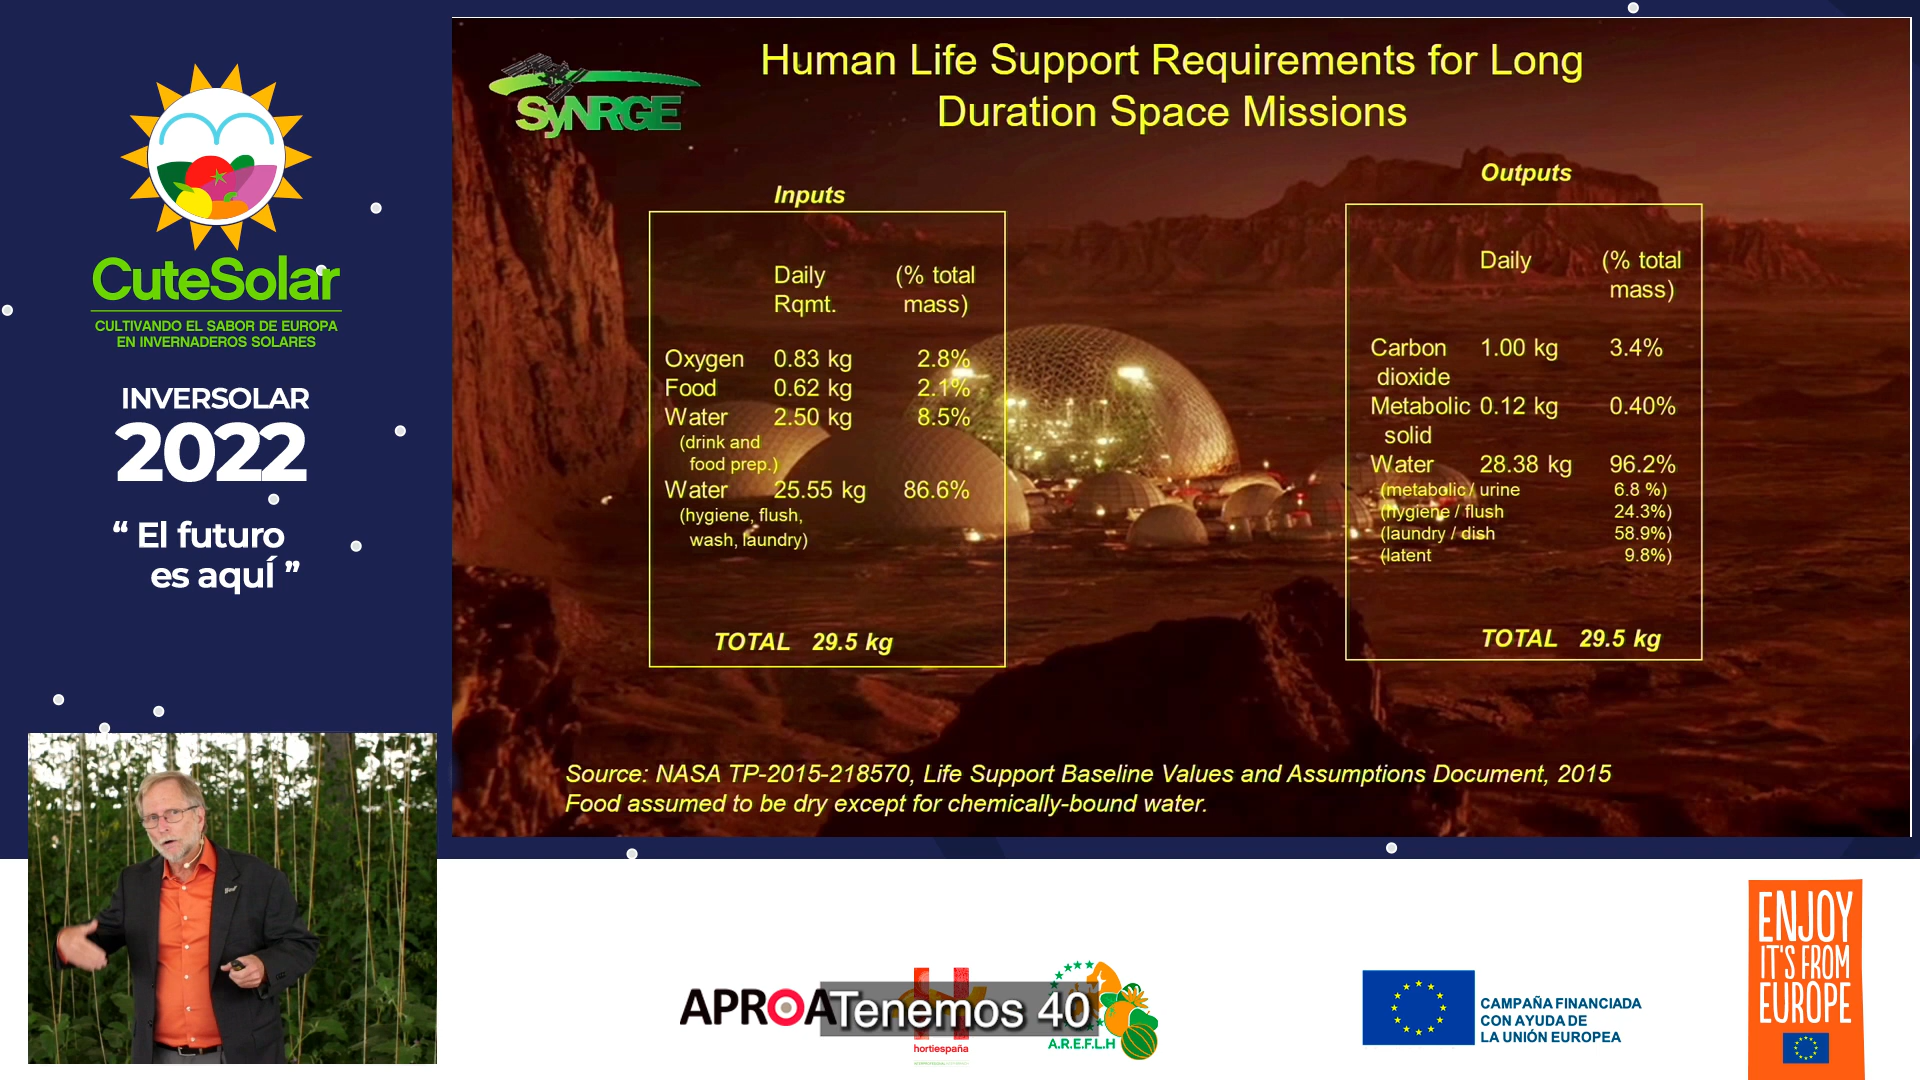 CuteSolar
CULTIVANDO EL SABOR DE EUROPA
EN INVERNADEROS SOLARES
INVERSOLAR
2022
“ El futuro
es aquÍ ”
SyNRGE
Human Life Support Requirements for Long
Duration Space Missions
Inputs
Daily (% total
Rqmt. mass)
Oxygen 0.83 kg 2.8%
Food 0.62 kg 2.1%
Water 2.50 kg 8.5%
(drink and
food prep.)
Water 25.55 kg 86.6%
(hygiene, flush,
wash, laundry)
TOTAL 29.5 kg
Outputs
Daily (% total
mass)
Carbon 1.00 kg 3.4%
dioxide
Metabolic 0.12 kg 0.40%
solid
Water 28.38 kg 96.2%
(metabolic / urine 6.8 %)
(hygiene / flush 24.3%)
(laundry / dish 58.9%)
(latent 9.8%)
TOTAL 29.5 kg
Source: NASA TP-2015-218570, Life Support Baseline Values and Assumptions Document, 2015
Food assumed to be dry except for chemically-bound water.
APROA
hortiespaña
A.R.E.F.L.H
Tenemos 40
CAMPAÑA FINANCIADA
CON AYUDA DE
LA UNIÓN EUROPEA
ENJOY
IT'S FROM
EUROPE